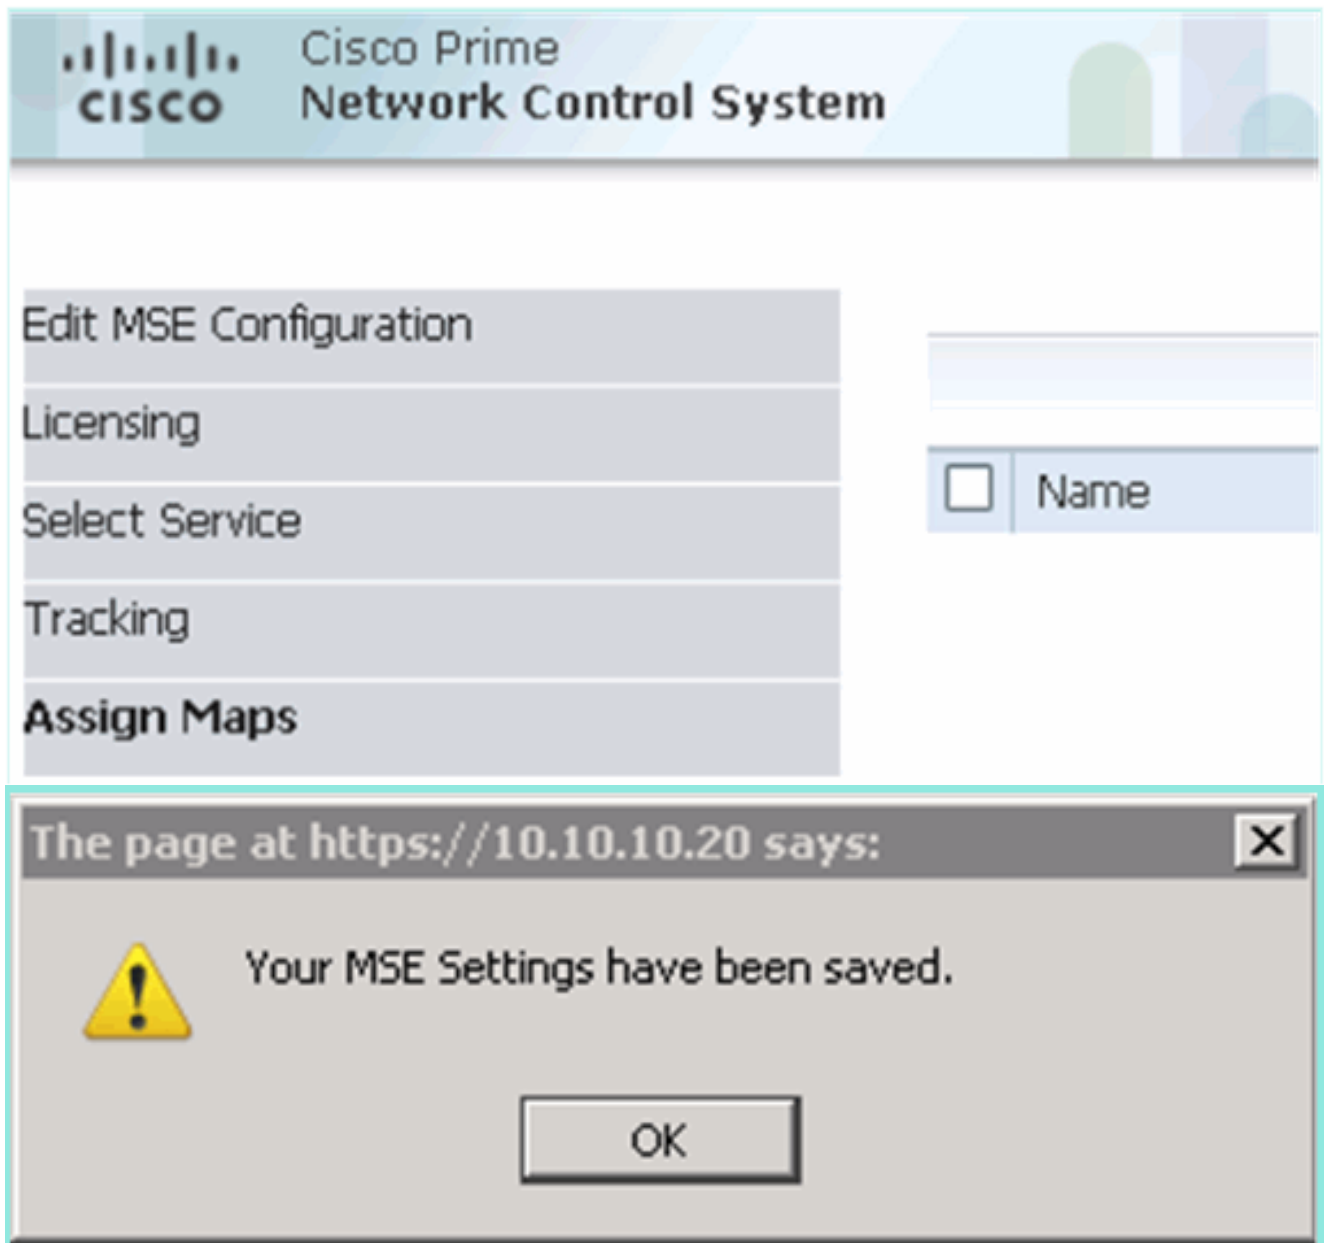 Cisco Prime
CISCO
Network Control System
Edit MSE Configuration
Licensing
Name
Select Service
Tracking
Assign Maps
The page at https://10.10.10.20 says:
Your MSE Settings have been saved.
OK